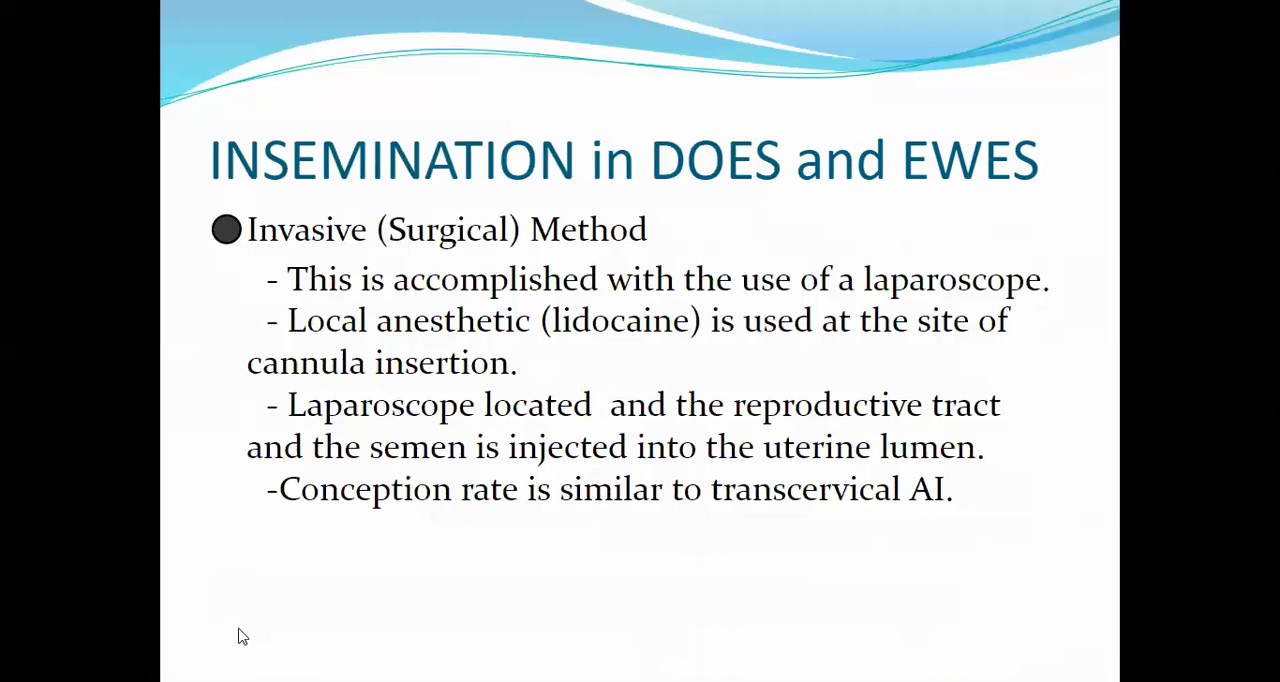 INSEMINATION in DOES and EWES
Invasive (Surgical) Method
- This is accomplished with the use of a laparoscope.
- Local anesthetic (lidocaine) is used at the site of
cannula insertion.
- Laparoscope located  and the reproductive tract
and the semen is injected into the uterine lumen.
-Conception rate is similar to transcervical AI.